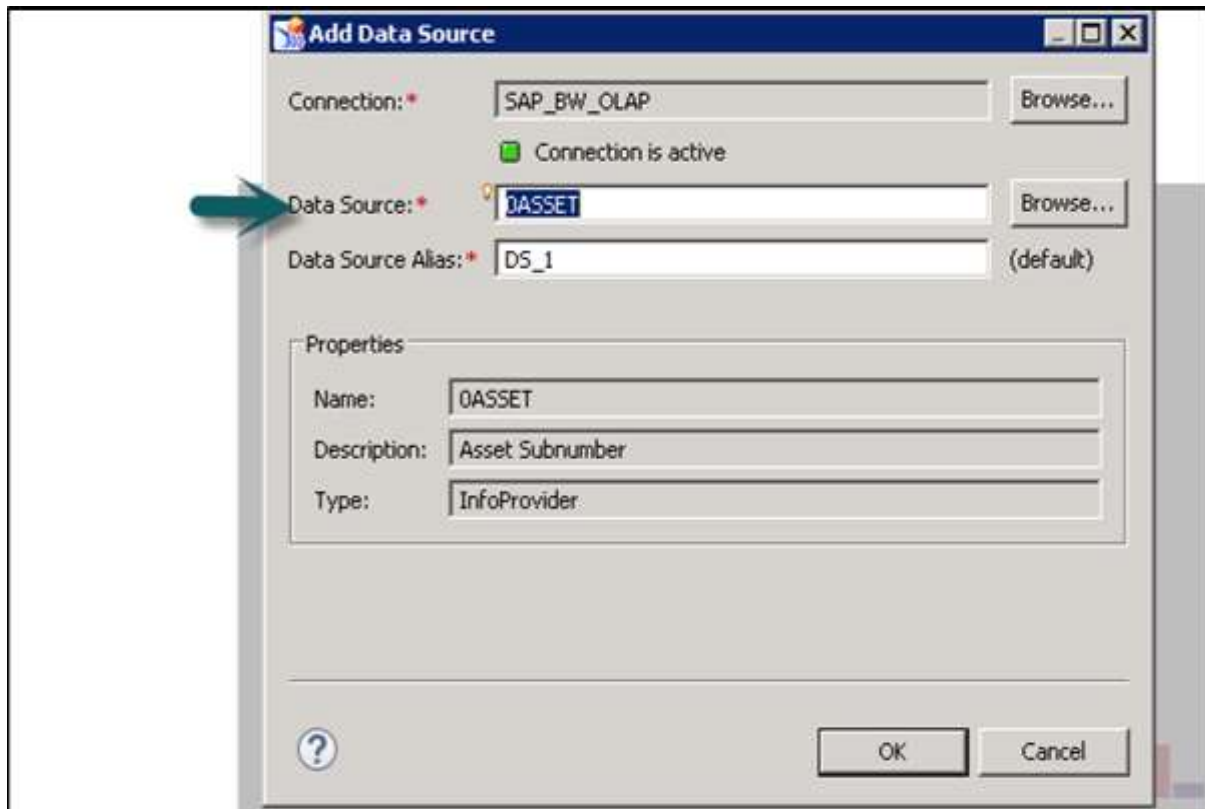 Add Data Source
Connection:* SAP_BW_OLAP Browse...
Connection is active
Data Source:* 0ASSET Browse...
Data Source Alias:* DS_1 (default)
Properties
Name: 0ASSET
Description: Asset Subnumber
Type: InfoProvider
? OK Cancel